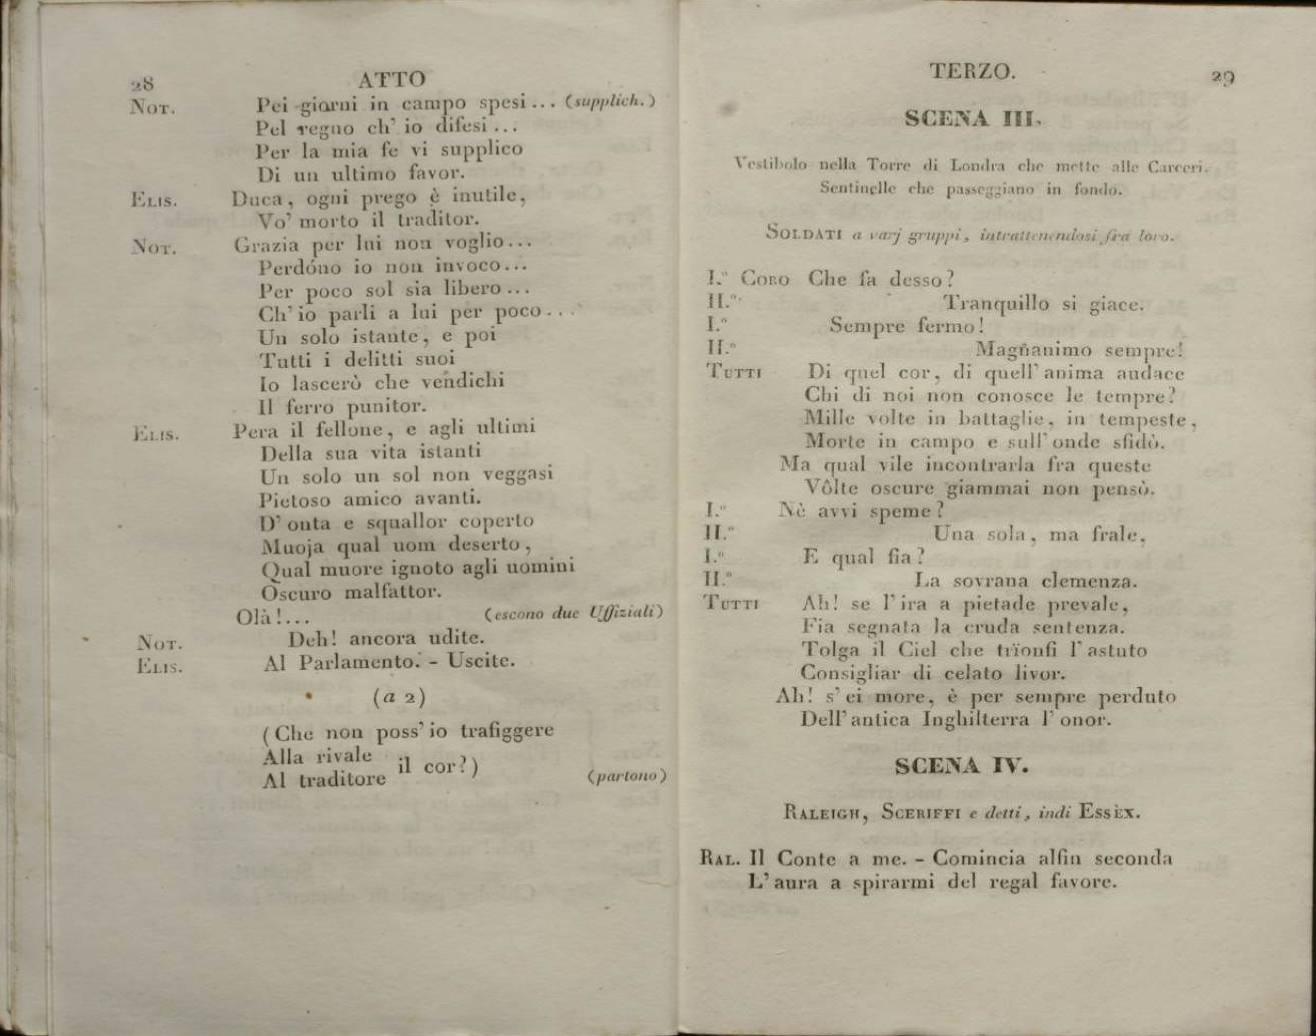 28 ATTO
NOT. Pei giorni in campo spesi... (supplich.)
Pel regno ch' io difesi...
Per la mia fe vi supplico
Di un ultimo favor.
ELIS. Duca, ogni prego è inutile,
Vo' morto il traditor.
NOT. Grazia per lui non voglio...
Perdóno io non invoco...
Per poco sol sia libero...
Ch' io parli a lui per poco...
Un solo istante, e poi
Tutti i delitti suoi
Io lascerò che vendichi
Il ferro punitor.
ELIS. Pera il fellone, e agli ultimi
Della sua vita istanti
Un solo un sol non veggasi
Pietoso amico avanti.
D' onta e squallor coperto
Muoja qual uom deserto,
Qual muore ignoto agli uomini
Oscuro malfattor.
Olà!... (escono due Uffiziali)
NOT. Deh! ancora udite.
ELIS. Al Parlamento. - Uscite.
(a 2)
(Che non poss' io trafiggere
Alla rivale
Al traditore il cor?)
(partono)
TERZO. 29
SCENA III.
Vestibolo nella Torre di Londra che mette alle Carceri.
Sentinelle che passeggiano in fondo.
SOLDATI a varj gruppi, intrattenendosi fra loro.
I.° CORO Che fa desso?
II.° Tranquillo si giace.
I.° Sempre fermo!
II.° Magnanimo sempre!
TUTTI Di quel cor, di quell' anima audace
Chi di noi non conosce le tempre?
Mille volte in battaglie, in tempeste,
Morte in campo e sull' onde sfidò.
Ma qual vile incontrarla fra queste
Vôlte oscure giammai non pensò.
I.° Nè avvi speme?
II.° Una sola, ma frale,
I.° E qual fia?
II.° La sovrana clemenza.
TUTTI Ah! se l' ira a pietade prevale,
Fia segnata la cruda sentenza.
Tolga il Ciel che trïonfi l' astuto
Consigliar di celato livor.
Ah! s' ei more, è per sempre perduto
Dell' antica Inghilterra l' onor.
SCENA IV.
RALEIGH, SCERIFFI e detti, indi ESSEX.
RAL. Il Conte a me. - Comincia alfin seconda
L' aura a spirarmi del regal favore.